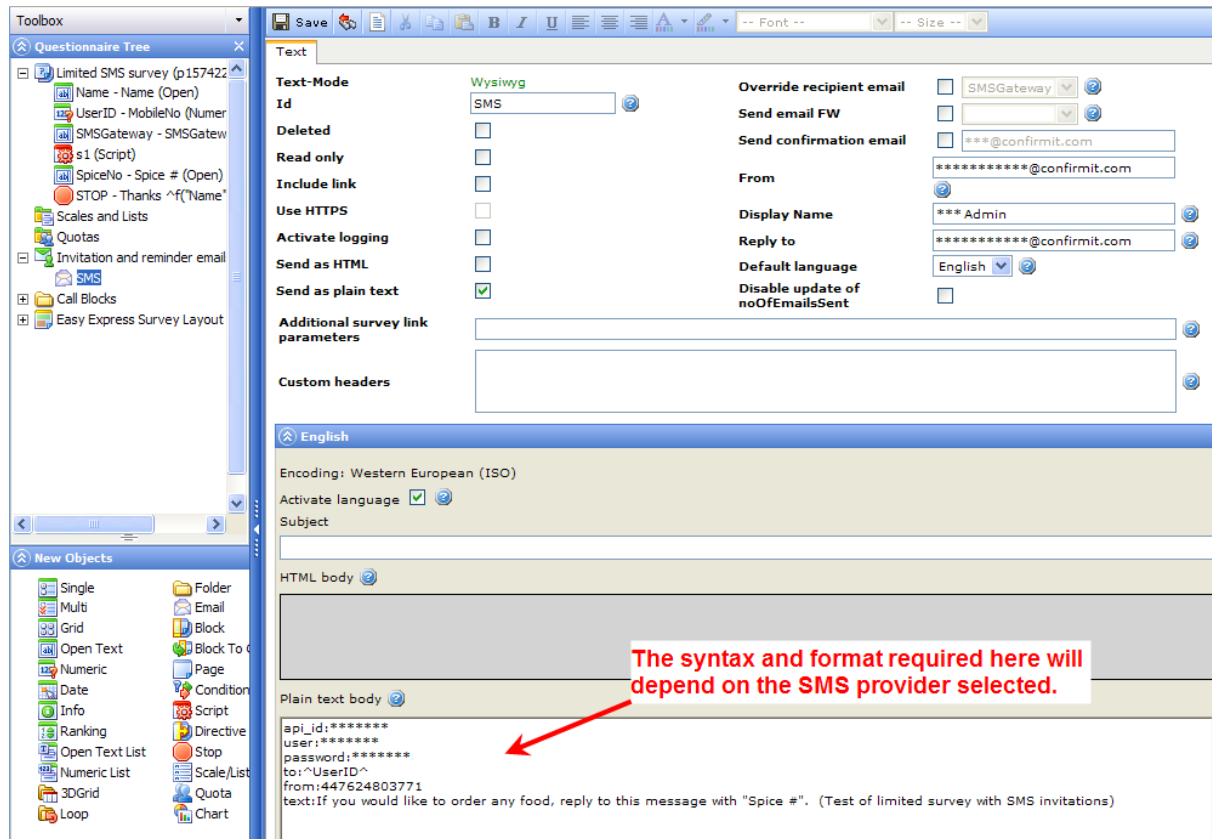 Toolbox
Save B I U A -- Font -- -- Size --
Questionnaire Tree
Limited SMS survey (p157422
Name - Name (Open)
UserID - MobileNo (Numer
SMSGateway - SMSGatew
s1 (Script)
SpiceNo - Spice # (Open)
STOP - Thanks ^f("Name"
Scales and Lists
Quotas
Invitation and reminder email
SMS
Call Blocks
Easy Express Survey Layout
New Objects
Single Folder
Multi Email
Grid Block
Open Text Block To
Numeric Page
Date Condition
Info Script
Ranking Directive
Open Text List Stop
Numeric List Scale/List
3DGrid Quota
Loop Chart
Text
Text-Mode Wysiwyg
Id SMS
Deleted
Read only
Include link
Use HTTPS
Activate logging
Send as HTML
Send as plain text
Override recipient email SMSGateway
Send email FW
Send confirmation email ***@confirmit.com
From ***********@confirmit.com
Display Name *** Admin
Reply to ***********@confirmit.com
Default language English
Disable update of
noOfEmailsSent
Additional survey link
parameters
Custom headers
English
Encoding: Western European (ISO)
Activate language
Subject
HTML body
The syntax and format required here will
depend on the SMS provider selected.
Plain text body
api_id:*******
user:*******
password:*******
to:^UserID^
from:447624803771
text:If you would like to order any food, reply to this message with "Spice #". (Test of limited survey with SMS invitations)